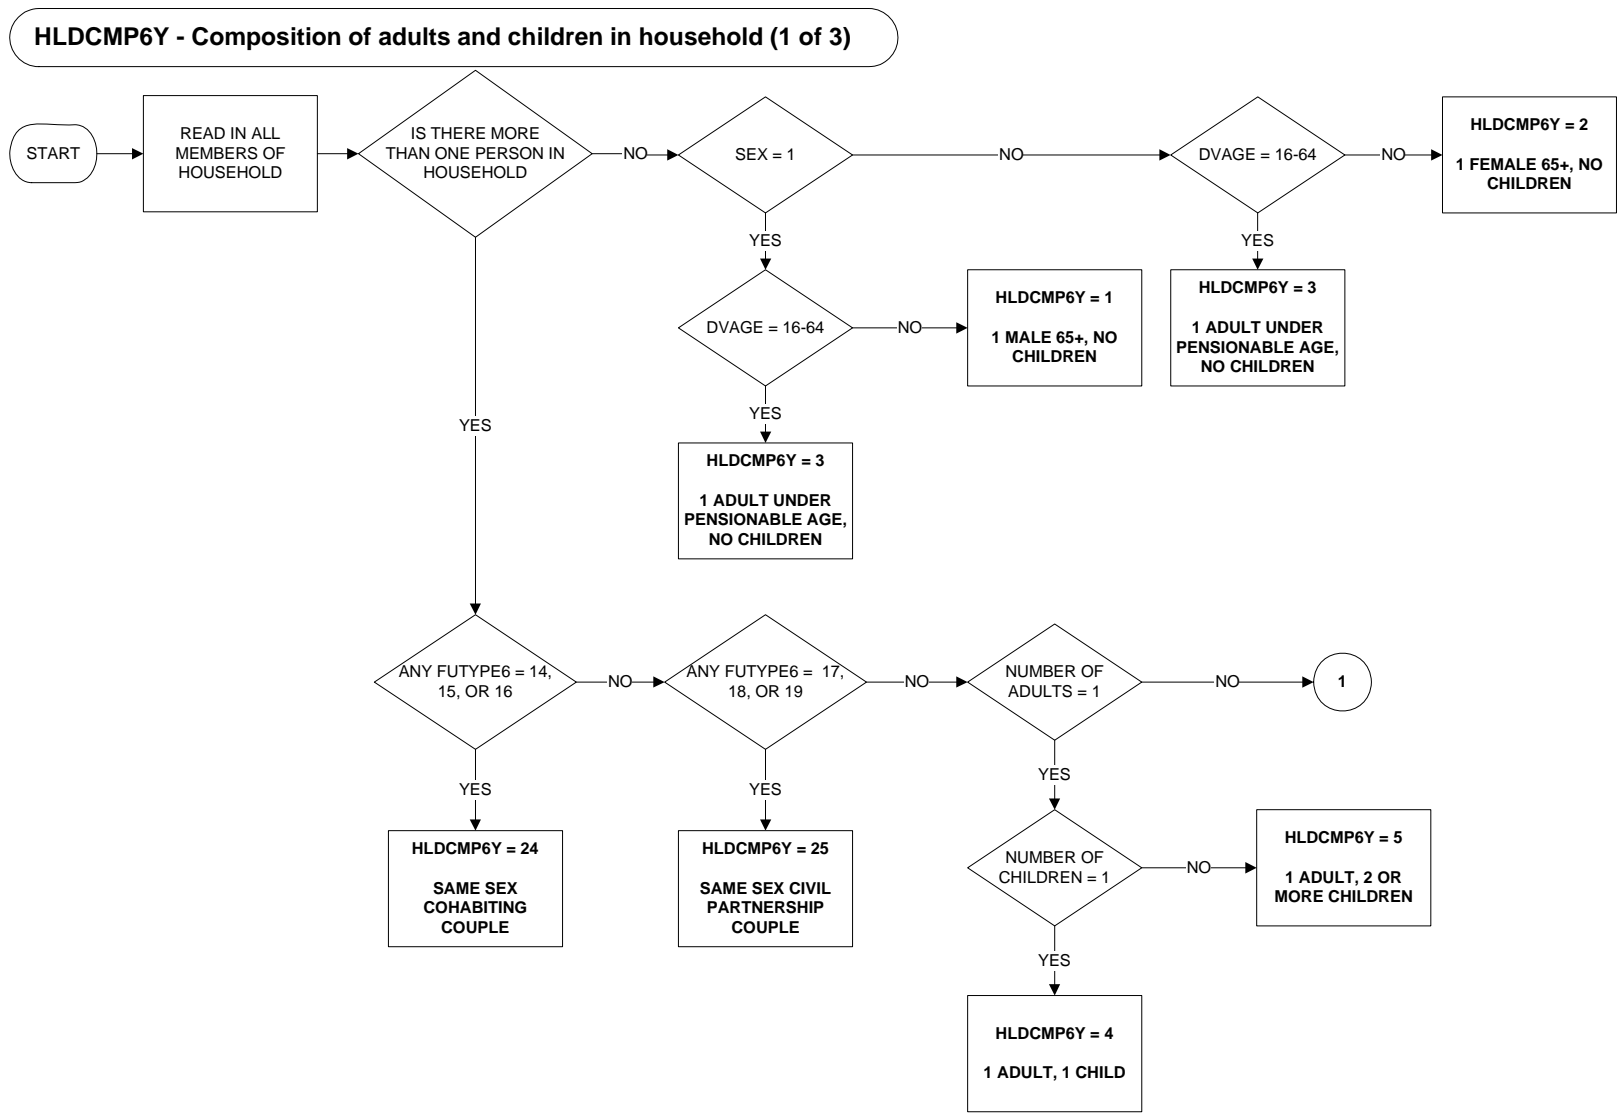 HLDCMP6Y - Composition of adults and children in household (1 of 3)
START
READ IN ALL
MEMBERS OF
HOUSEHOLD
IS THERE MORE
THAN ONE PERSON IN
HOUSEHOLD
NO
SEX = 1
NO
DVAGE = 16-64
NO
HLDCMP6Y = 2
1 FEMALE 65+, NO
CHILDREN
YES
YES
DVAGE = 16-64
NO
HLDCMP6Y = 1
1 MALE 65+, NO
CHILDREN
HLDCMP6Y = 3
1 ADULT UNDER
PENSIONABLE AGE,
NO CHILDREN
YES
YES
HLDCMP6Y = 3
1 ADULT UNDER
PENSIONABLE AGE,
NO CHILDREN
ANY FUTYPE6 = 14,
15, OR 16
NO
ANY FUTYPE6 = 17,
18, OR 19
NO
NUMBER OF
ADULTS = 1
NO
1
YES
YES
YES
HLDCMP6Y = 24
SAME SEX
COHABITING
COUPLE
HLDCMP6Y = 25
SAME SEX CIVIL
PARTNERSHIP
COUPLE
NUMBER OF
CHILDREN = 1
NO
HLDCMP6Y = 5
1 ADULT, 2 OR
MORE CHILDREN
YES
HLDCMP6Y = 4
1 ADULT, 1 CHILD